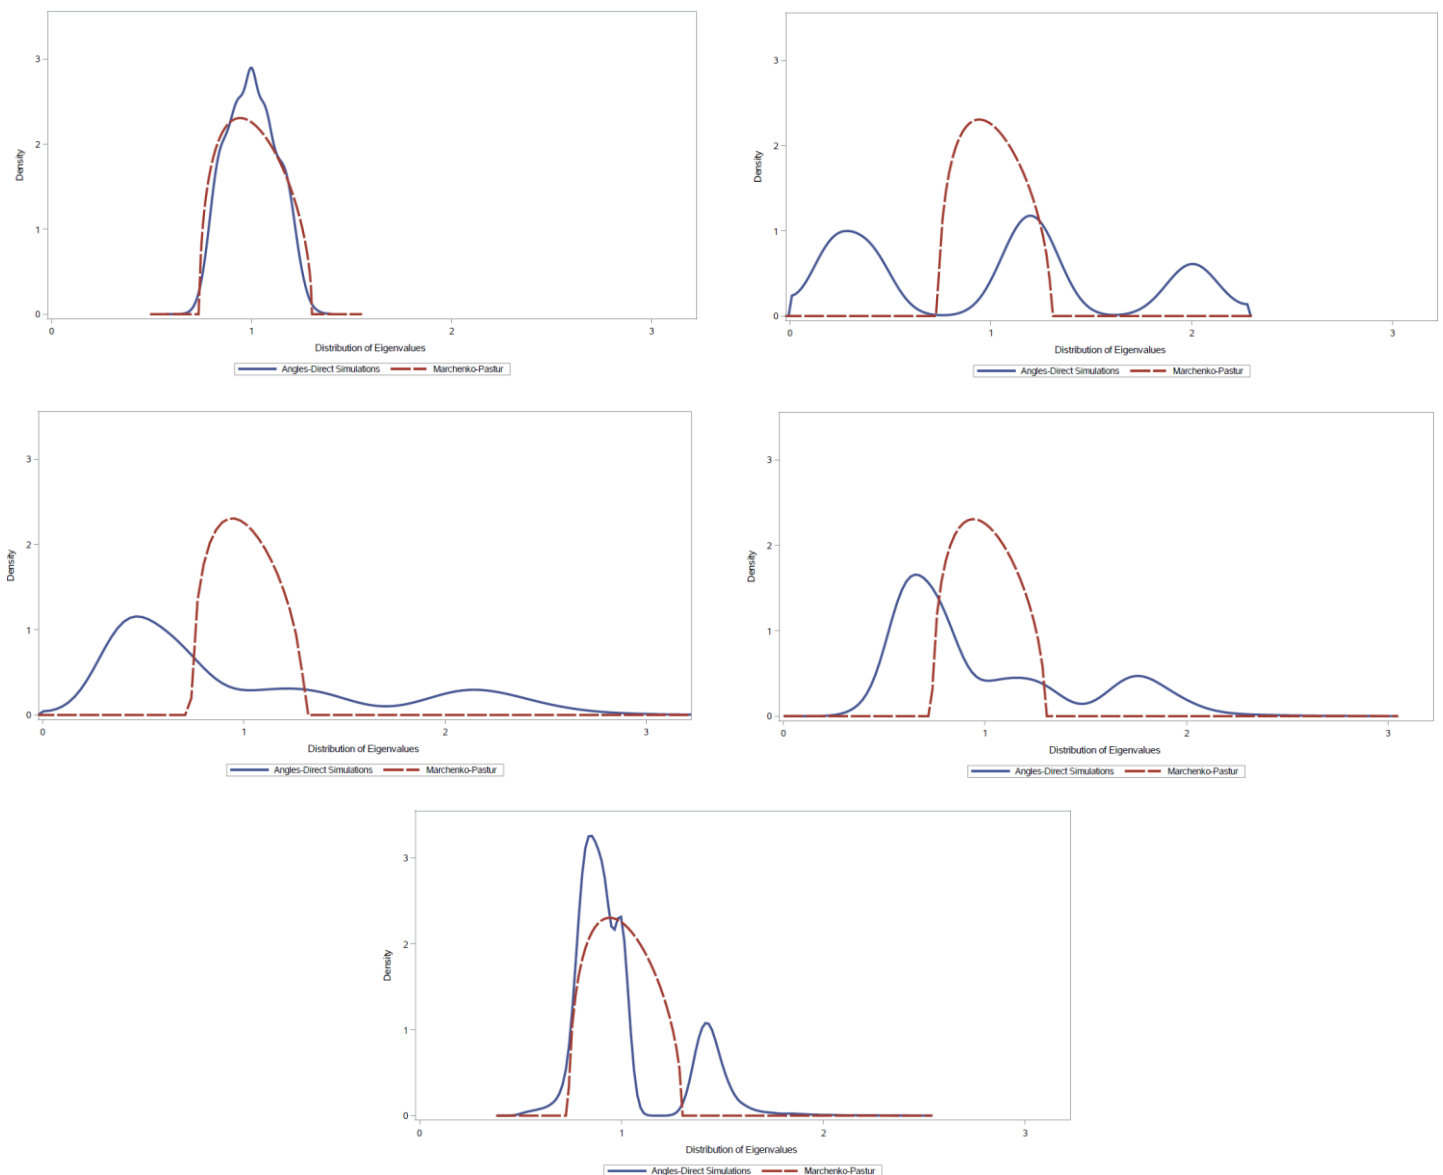 3
2
1
0
Density
0 1 2 3
Distribution of Eigenvalues
Angles-Direct Simulations Marchenko-Pastur
3
2
1
0
Density
0 1 2 3
Distribution of Eigenvalues
Angles-Direct Simulations Marchenko-Pastur
3
2
1
0
Density
0 1 2 3
Distribution of Eigenvalues
Angles-Direct Simulations Marchenko-Pastur
3
2
1
0
Density
0 1 2 3
Distribution of Eigenvalues
Angles-Direct Simulations Marchenko-Pastur
3
2
1
0
Density
0 1 2 3
Distribution of Eigenvalues
Angles-Direct Simulations Marchenko-Pastur